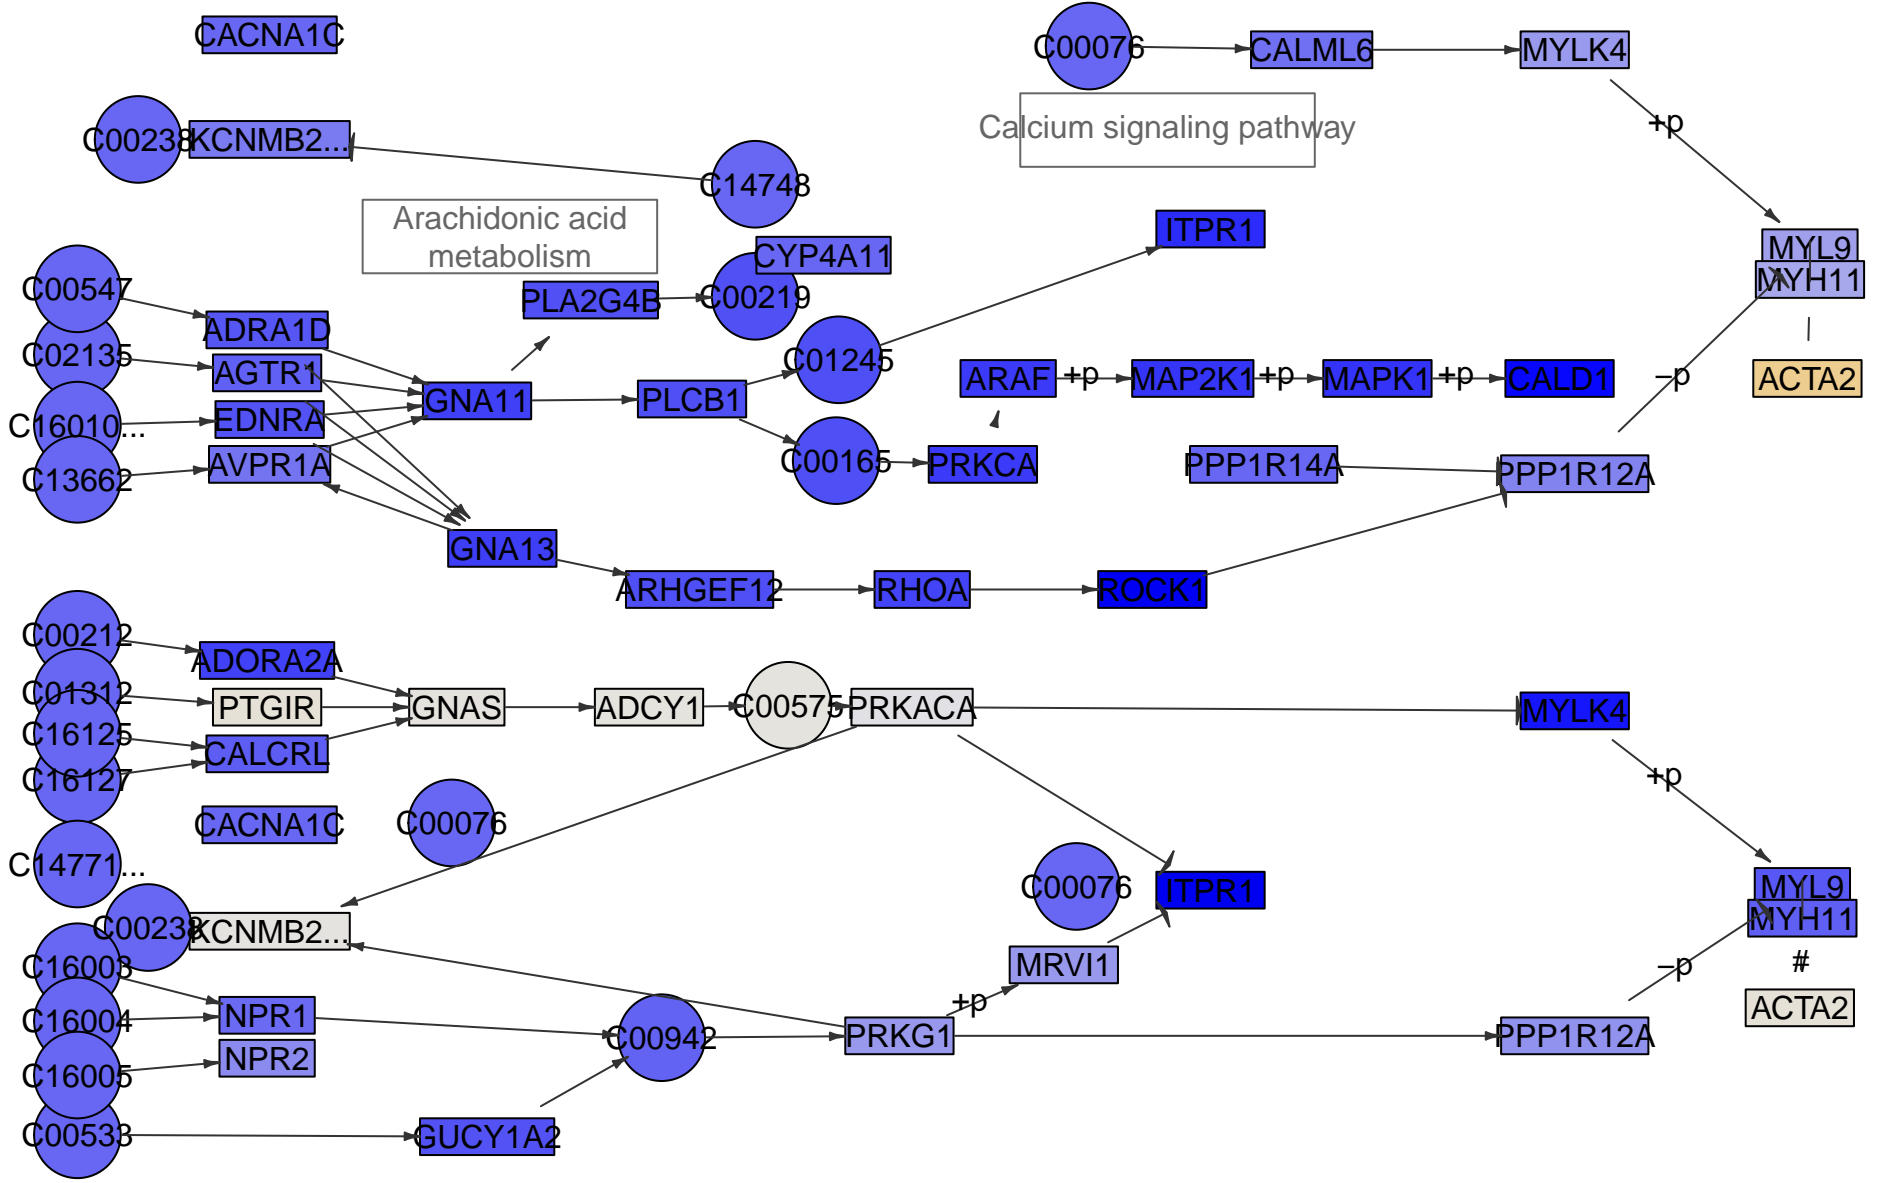 CACNA1C
C00076
CALML6
MYLK4
Calcium signaling pathway
+p
C00238
KCNMB2...
C14748
Arachidonic acid
metabolism
ITPR1
CYP4A11
MYL9
MYH11
C00547
PLA2G4B
C00219
ADRA1D
C02135
C01245
AGTR1
ARAF
+p
MAP2K1
+p
MAPK1
+p
CALD1
–p
ACTA2
GNA11
PLCB1
EDNRA
C16010...
AVPR1A
C13662
C00165
PRKCA
PPP1R14A
PPP1R12A
GNA13
ARHGEF12
RHOA
ROCK1
C00212
ADORA2A
C01312
PTGIR
GNAS
ADCY1
C00575
PRKACA
MYLK4
C16125
CALCRL
C16127
+p
CACNA1C
C00076
C14771...
C00076
ITPR1
MYL9
MYH11
C00238
KCNMB2...
C16003
MRVI1
–p
#
+p
ACTA2
C16004
NPR1
C00942
PRKG1
PPP1R12A
NPR2
C16005
C00533
GUCY1A2